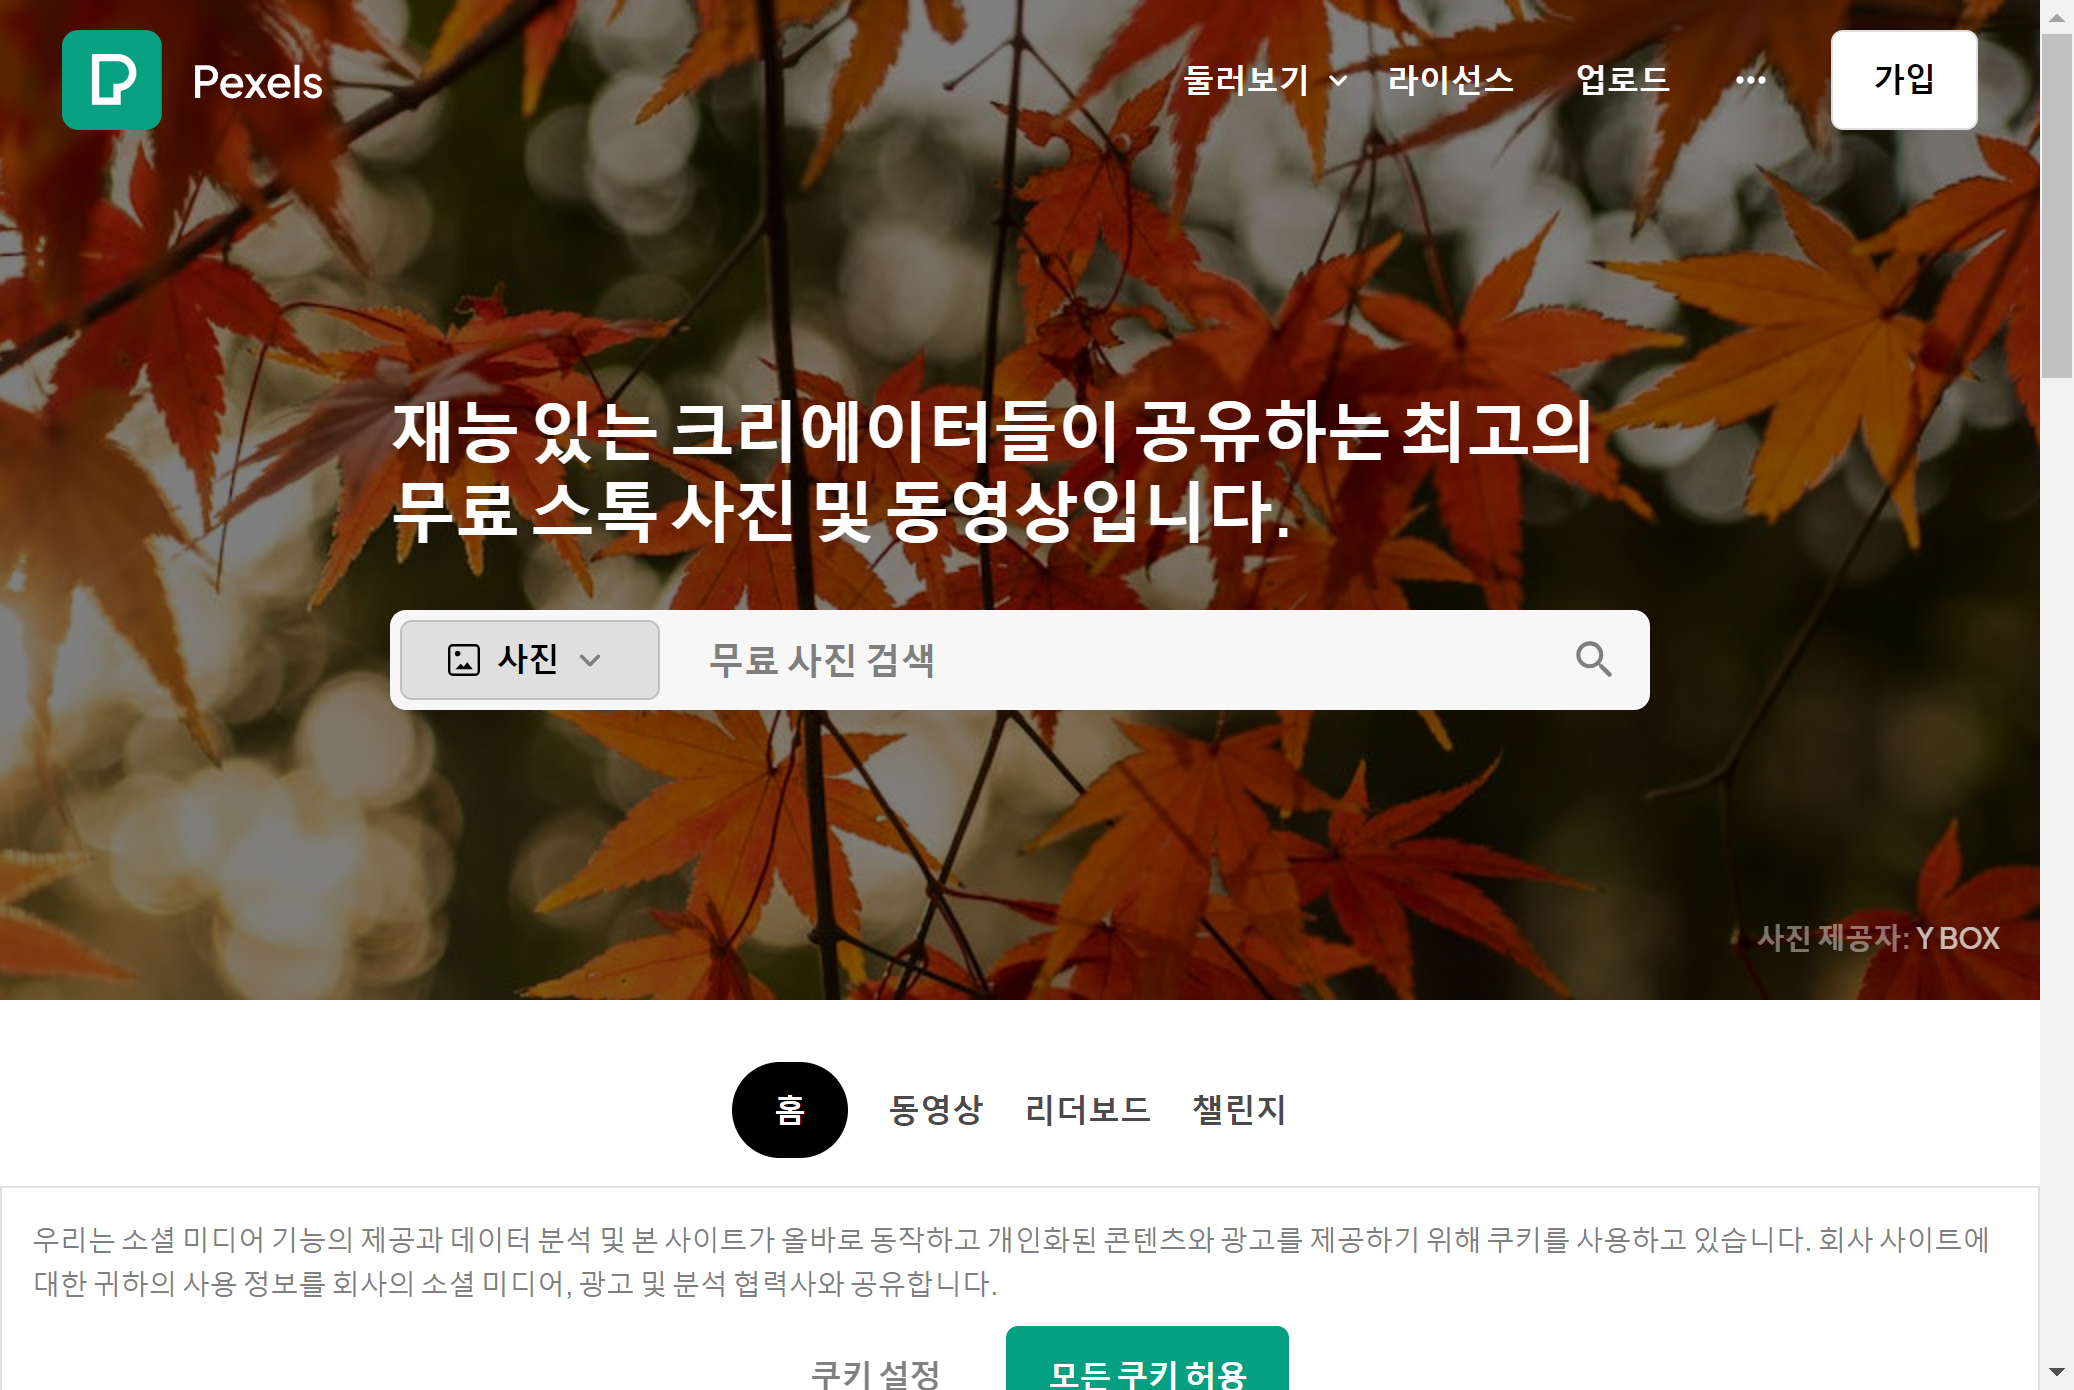 Pexels
둘러보기
라이선스
업로드
가입
재능 있는 크리에이터들이 공유하는 최고의
무료 스톡 사진 및 동영상입니다.
사진
무료 사진 검색
사진 제공자: Y BOX
홈
동영상
리더보드
챌린지
우리는 소셜 미디어 기능의 제공과 데이터 분석 및 본 사이트가 올바로 동작하고 개인화된 콘텐츠와 광고를 제공하기 위해 쿠키를 사용하고 있습니다. 회사 사이트에
대한 귀하의 사용 정보를 회사의 소셜 미디어, 광고 및 분석 협력사와 공유합니다.
쿠키 설정
모든 쿠키 허용